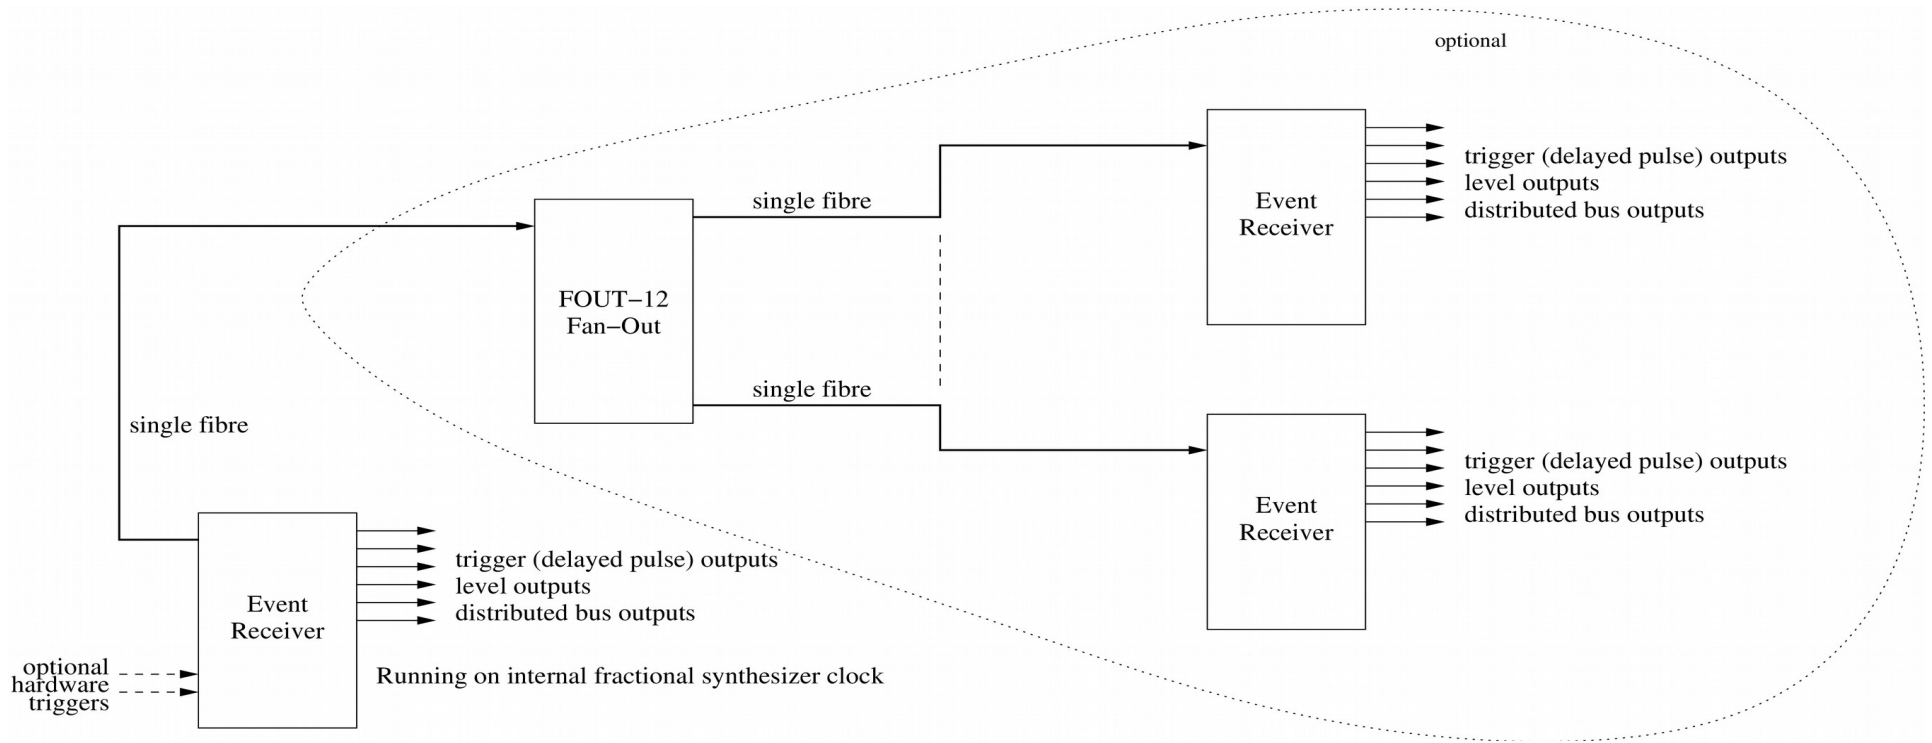 optional
trigger (delayed pulse) outputs
level outputs
distributed bus outputs
Event
Receiver
single fibre
FOUT−12
Fan−Out
single fibre
single fibre
trigger (delayed pulse) outputs
level outputs
distributed bus outputs
Event
Receiver
trigger (delayed pulse) outputs
level outputs
distributed bus outputs
Event
Receiver
optional
hardware
triggers
Running on internal fractional synthesizer clock